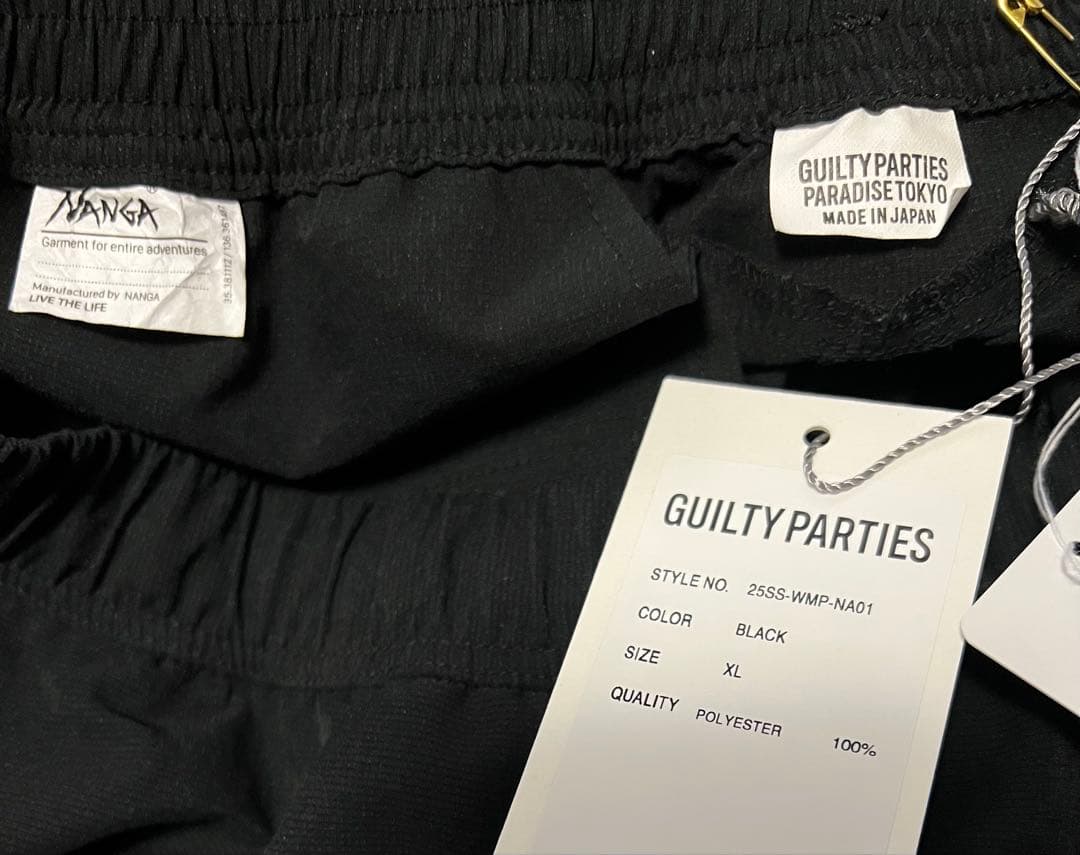 NANGA
Garment for entire adventures
Manufactured by NANGA
LIVE THE LIFE
GUILTY PARTIES
PARADISE TOKYO
MADE IN JAPAN
GUILTY PARTIES
STYLE NO. 25SS-WMP-NA01
COLOR BLACK
SIZE XL
QUALITY POLYESTER 100%